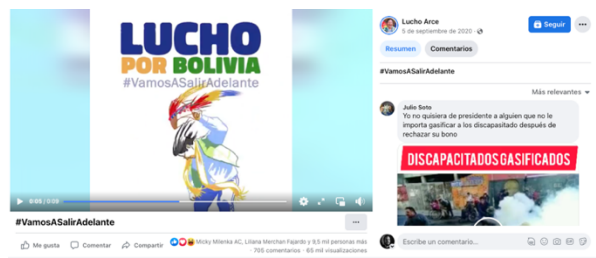 LUCHO
POR BOLIVIA
#VamosASalirAdelante
0:05 / 0:09
#VamosASalirAdelante
Me gusta
Comentar
Compartir
Micky Milenka AC, Liliana Merchen Fajardo y 9,5 mil personas más
705 comentarios · 65 mil visualizaciones
Lucho Arce
5 de septiembre de 2020 ·
Seguir
Resumen
Comentarios
#VamosASalirAdelante
Más relevantes
Julie Soto
Yo no quisiera de presidente a alguien que no le
importa gasificar a los discapasitado después de
rechazar su bono
DISCAPACITADOS GASIFICADOS
Escribe un comentario...